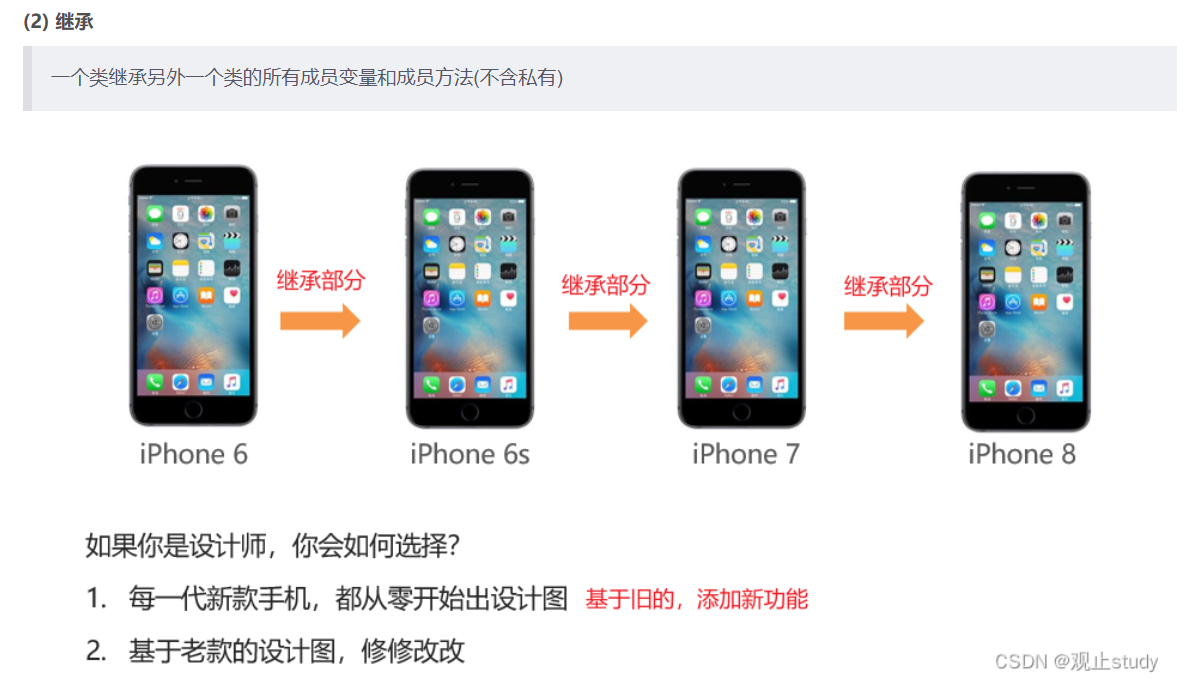 (2) 继承
一个类继承另外一个类的所有成员变量和成员方法(不含私有)
继承部分
继承部分
继承部分
iPhone 6
iPhone 6s
iPhone 7
iPhone 8
如果你是设计师，你会如何选择？
1. 每一代新款手机，都从零开始出设计图 基于旧的，添加新功能
2. 基于老款的设计图，修修改改
CSDN @观止study